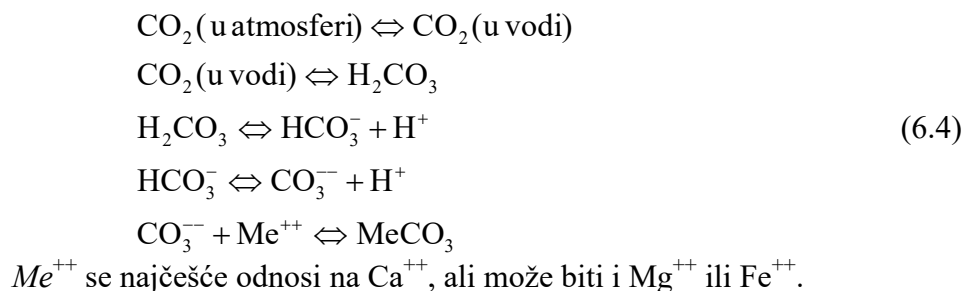 CO₂(u atmosferi) ⇔ CO₂(u vodi)
CO₂(u vodi) ⇔ H₂CO₃
H₂CO₃ ⇔ HCO₃⁻ + H⁺ (6.4)
HCO₃⁻ ⇔ CO₃⁻⁻ + H⁺
CO₃⁻⁻ + Me⁺⁺ ⇔ MeCO₃
Me⁺⁺ se najčešće odnosi na Ca⁺⁺, ali može biti i Mg⁺⁺ ili Fe⁺⁺.